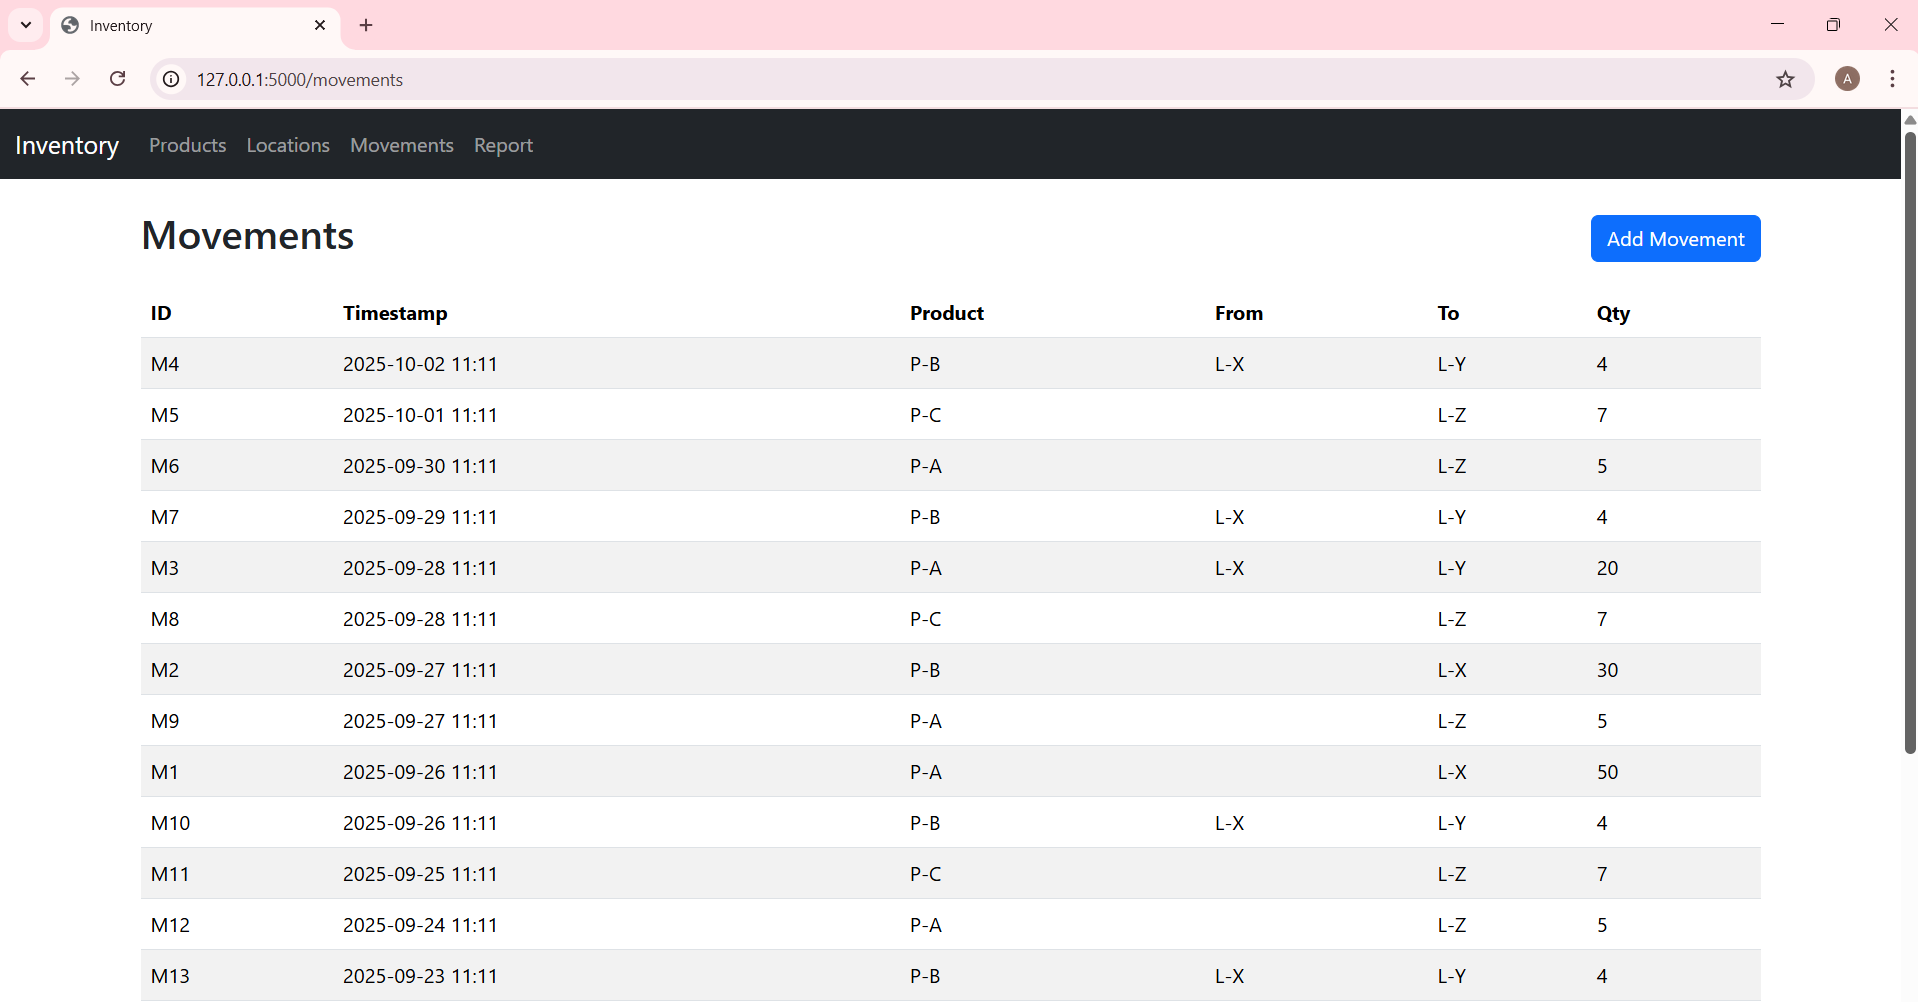 Inventory
127.0.0.1:5000/movements
A
Inventory Products Locations Movements Report
Movements
Add Movement
ID Timestamp Product From To Qty
M4 2025-10-02 11:11 P-B L-X L-Y 4
M5 2025-10-01 11:11 P-C L-Z 7
M6 2025-09-30 11:11 P-A L-Z 5
M7 2025-09-29 11:11 P-B L-X L-Y 4
M3 2025-09-28 11:11 P-A L-X L-Y 20
M8 2025-09-28 11:11 P-C L-Z 7
M2 2025-09-27 11:11 P-B L-X 30
M9 2025-09-27 11:11 P-A L-Z 5
M1 2025-09-26 11:11 P-A L-X 50
M10 2025-09-26 11:11 P-B L-X L-Y 4
M11 2025-09-25 11:11 P-C L-Z 7
M12 2025-09-24 11:11 P-A L-Z 5
M13 2025-09-23 11:11 P-B L-X L-Y 4